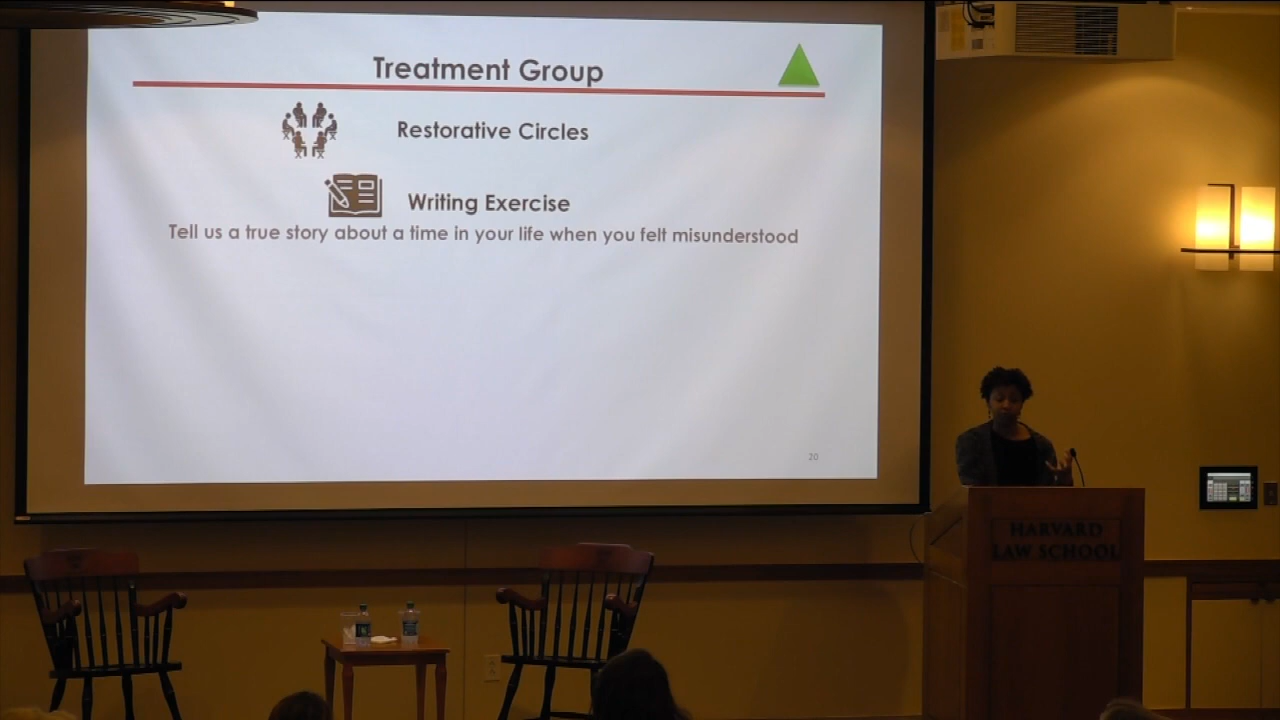 Treatment Group
Restorative Circles
Writing Exercise
Tell us a true story about a time in your life when you felt misunderstood
20
HARVARD
LAW SCHOOL